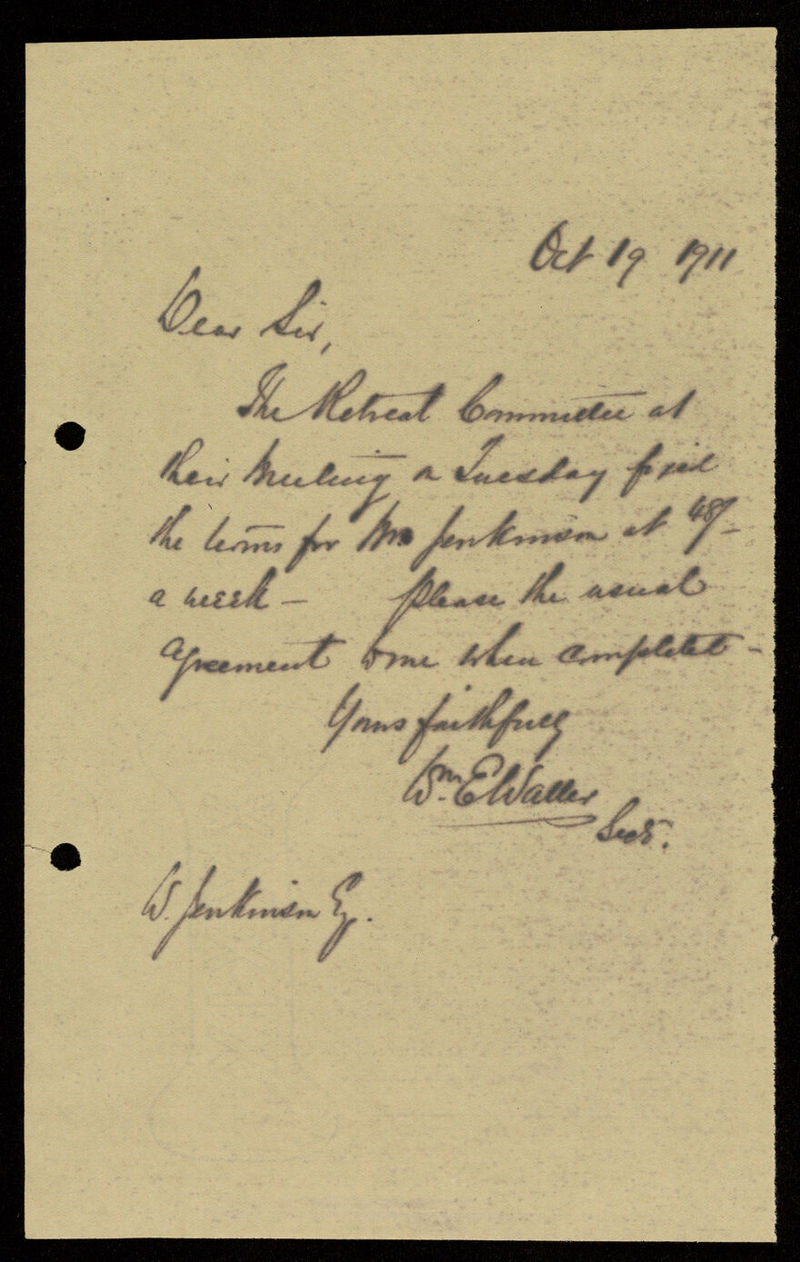 Oct 19 1911
Dear Sir,
The Retreat Committee at
their Meeting on Tuesday fixed
the terms for Mrs Jenkinson at 48/-
a week - Please the usual
agreement to me when completed -
Yours faithfully
Wm. E Waller
Secy.
W. Jenkinson Esq.